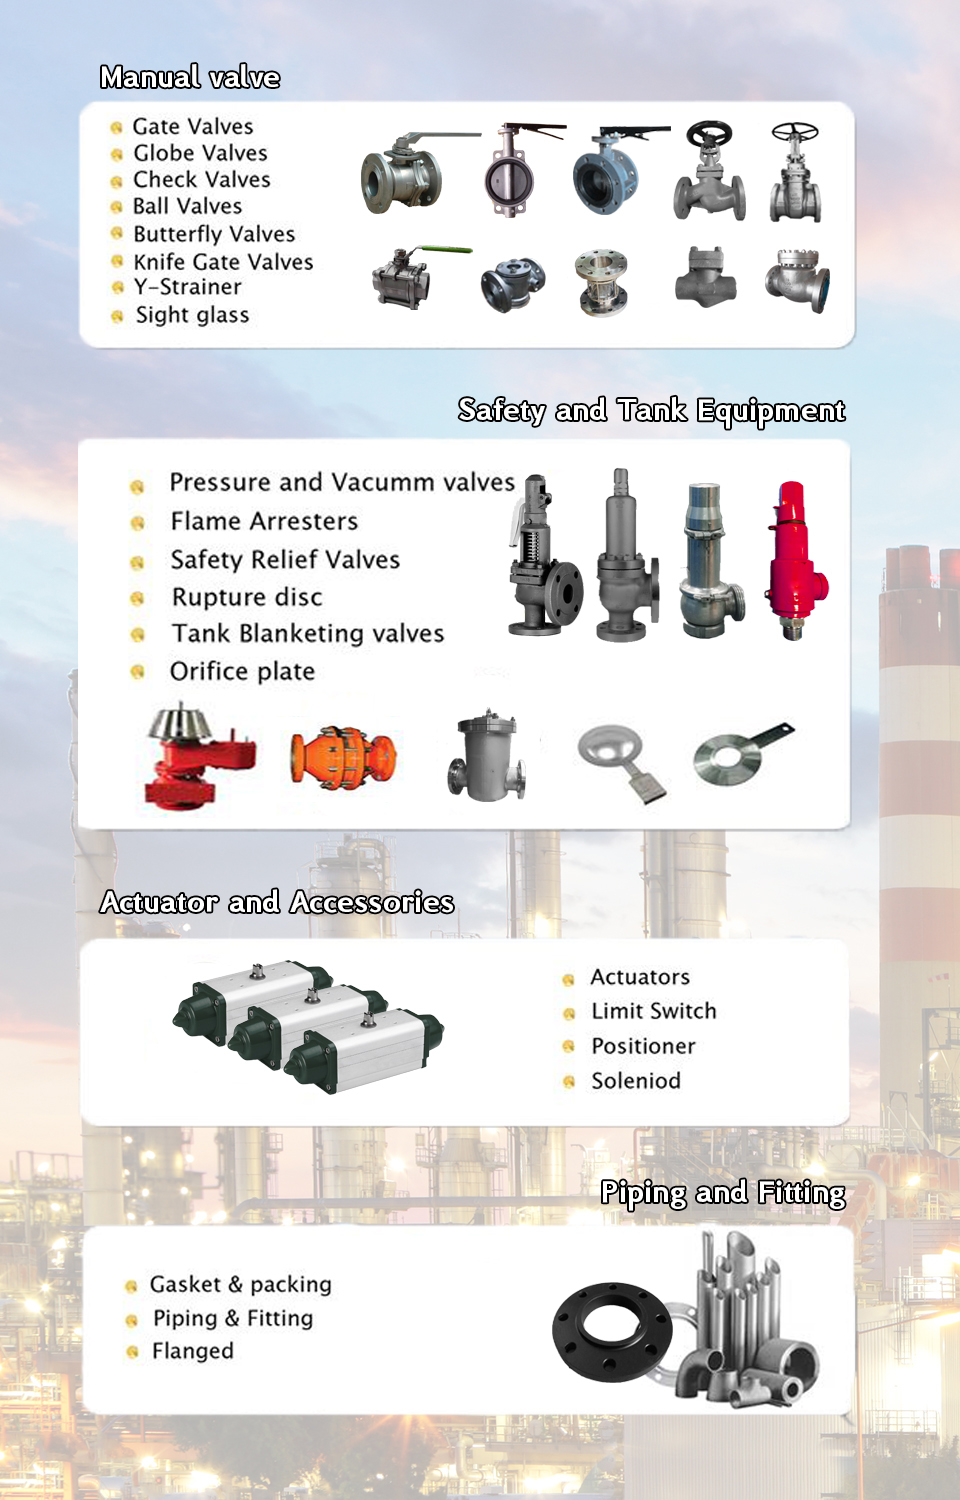 Manual valve
Gate Valves
Globe Valves
Check Valves
Ball Valves
Butterfly Valves
Knife Gate Valves
Y-Strainer
Sight glass
Safety and Tank Equipment
Pressure and Vacumm valves
Flame Arresters
Safety Relief Valves
Rupture disc
Tank Blanketing valves
Orifice plate
Actuator and Accessories
Actuators
Limit Switch
Positioner
Soleniod
Piping and Fitting
Gasket & packing
Piping & Fitting
Flanged